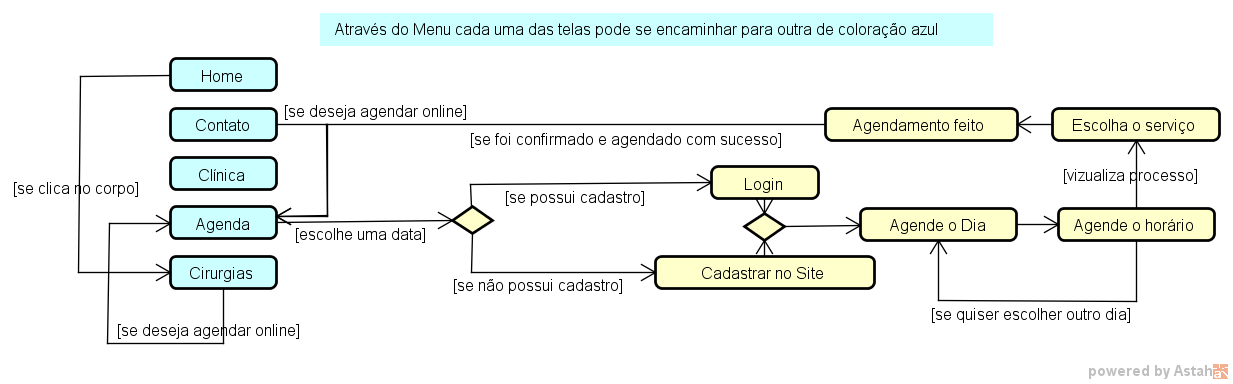 Através do Menu cada uma das telas pode se encaminhar para outra de coloração azul
Home
Contato
[se deseja agendar online]
[se foi confirmado e agendado com sucesso]
Agendamento feito
Escolha o serviço
Clínica
[se clica no corpo]
[se possui cadastro]
Login
[vizualiza processo]
Agenda
[escolhe uma data]
Agende o Dia
Agende o horário
Cirurgias
[se não possui cadastro]
Cadastrar no Site
[se quiser escolher outro dia]
[se deseja agendar online]
powered by Astah